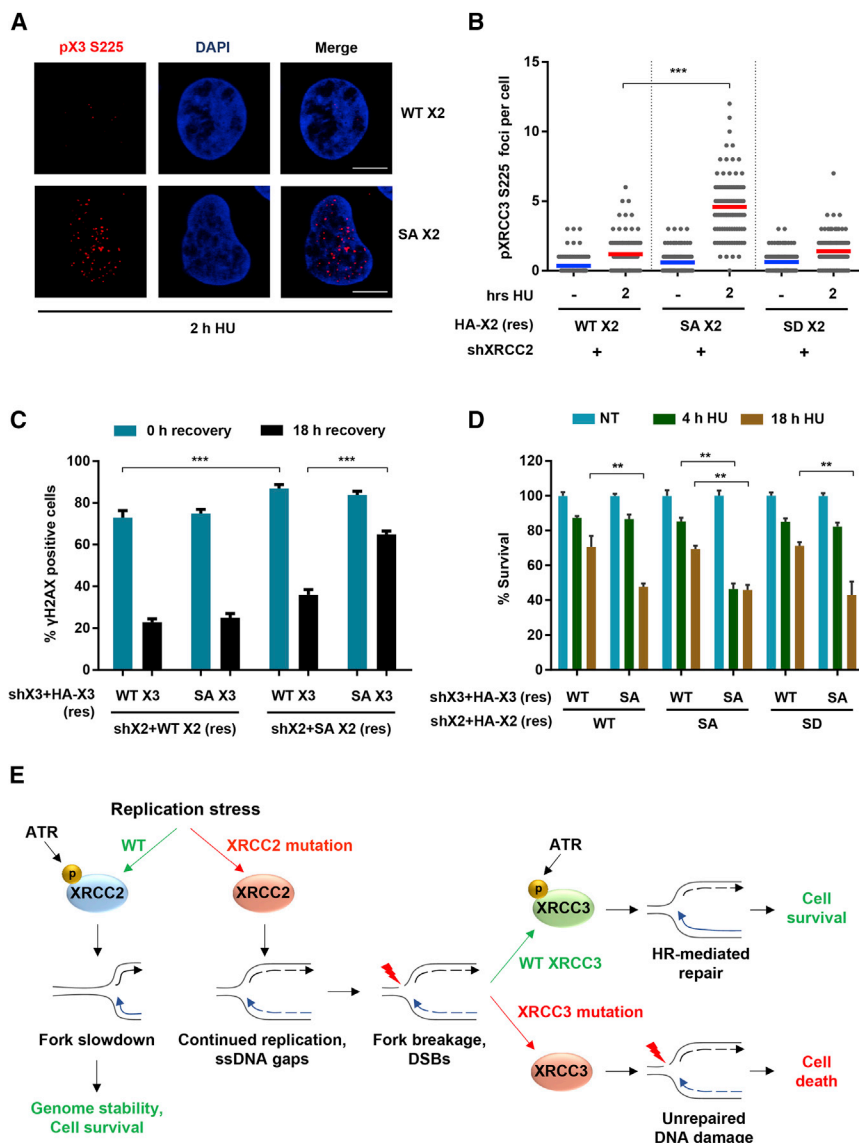 A
pX3 S225
DAPI
Merge
WT X2
SA X2
2 h HU
B
pXRCC3 S225 foci per cell
15
10
5
0
***
hrs HU
- 2 - 2 - 2
HA-X2 (res)
WT X2 SA X2 SD X2
shXRCC2
+ + +
C
0 h recovery
18 h recovery
% γH2AX positive cells
100
80
60
40
20
0
***
***
shX3+HA-X3
(res)
WT X3 SA X3 WT X3 SA X3
shX2+WT X2 (res) shX2+SA X2 (res)
D
NT
4 h HU
18 h HU
% Survival
120
100
80
60
40
20
0
**
**
**
**
shX3+HA-X3 (res)
WT SA WT SA WT SA
shX2+HA-X2 (res)
WT SA SD
E
Replication stress
ATR
WT
XRCC2 mutation
p
XRCC2
XRCC2
Fork slowdown
Genome stability,
Cell survival
Continued replication,
ssDNA gaps
Fork breakage,
DSBs
ATR
p
XRCC3
WT XRCC3
HR-mediated
repair
Cell
survival
XRCC3 mutation
XRCC3
Unrepaired
DNA damage
Cell
death